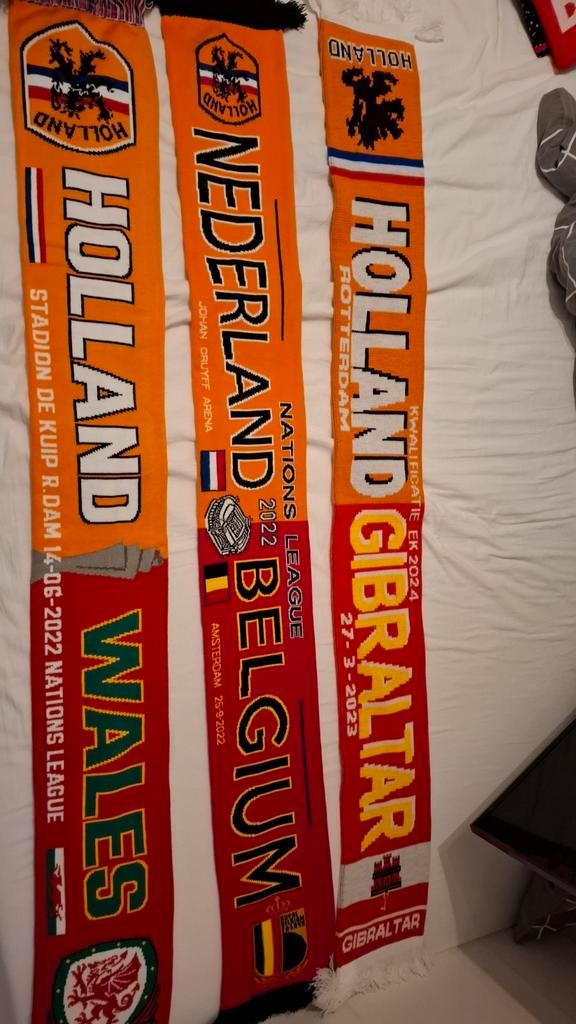 HOLLAND
HOLLAND
STADION DE KUIP R.DAM 14-06-2022 NATIONS LEAGUE
WALES
HOLLAND
NEDERLAND
JOHAN CRUYFF ARENA
NATIONS LEAGUE
2022
BELGIUM
AMSTERDAM 25-9-2022
HOLLAND
HOLLAND
ROTTERDAM
KWALIFICATIE EK 2024
GIBRALTAR
27-3-2023
GIBRALTAR